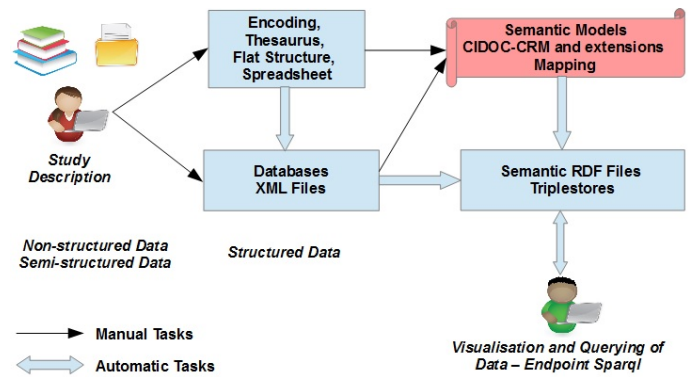 Encoding,
Thesaurus,
Flat Structure,
Spreadsheet
Semantic Models
CIDOC-CRM and extensions
Mapping
Study
Description
Databases
XML Files
Semantic RDF Files
Triplestores
Non-structured Data
Semi-structured Data
Structured Data
Manual Tasks
Automatic Tasks
Visualisation and Querying of
Data – Endpoint Sparql